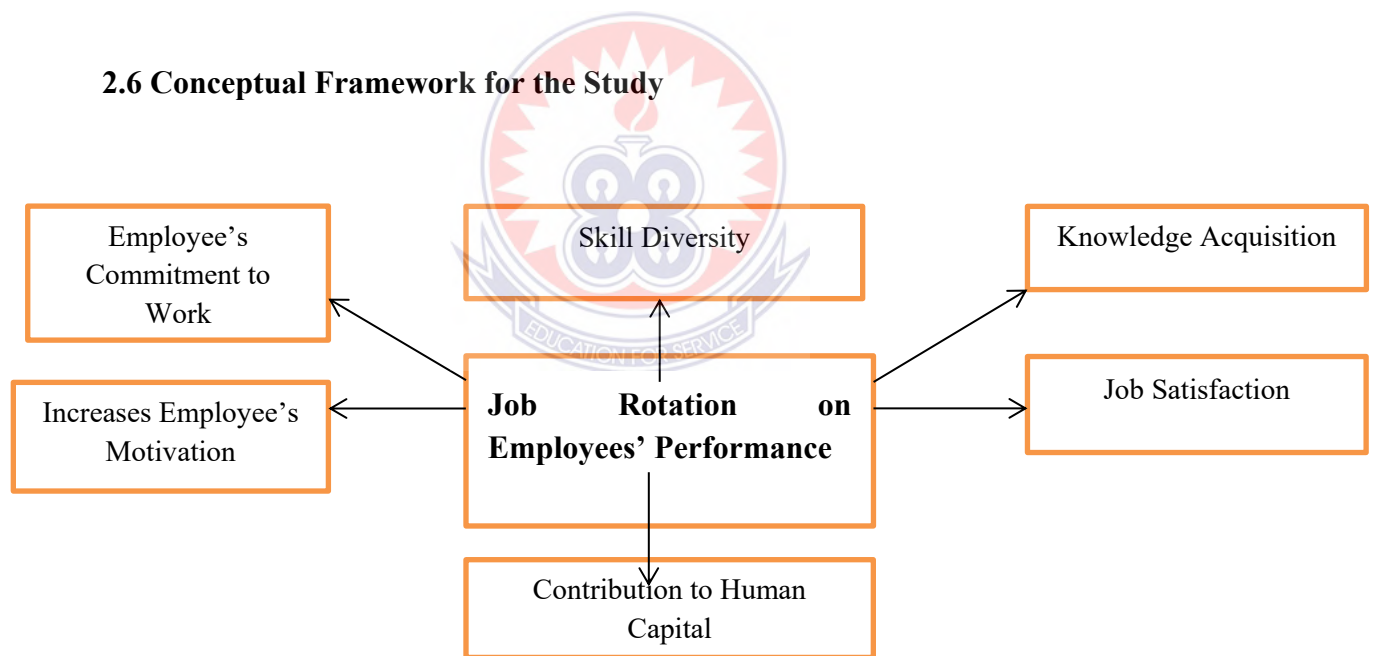 2.6 Conceptual Framework for the Study
Employee’s
Commitment to
Work
Skill Diversity
Knowledge Acquisition
EDUCATION FOR SERVICE
Increases Employee’s
Motivation
Job Rotation on
Employees’ Performance
Job Satisfaction
Contribution to Human
Capital